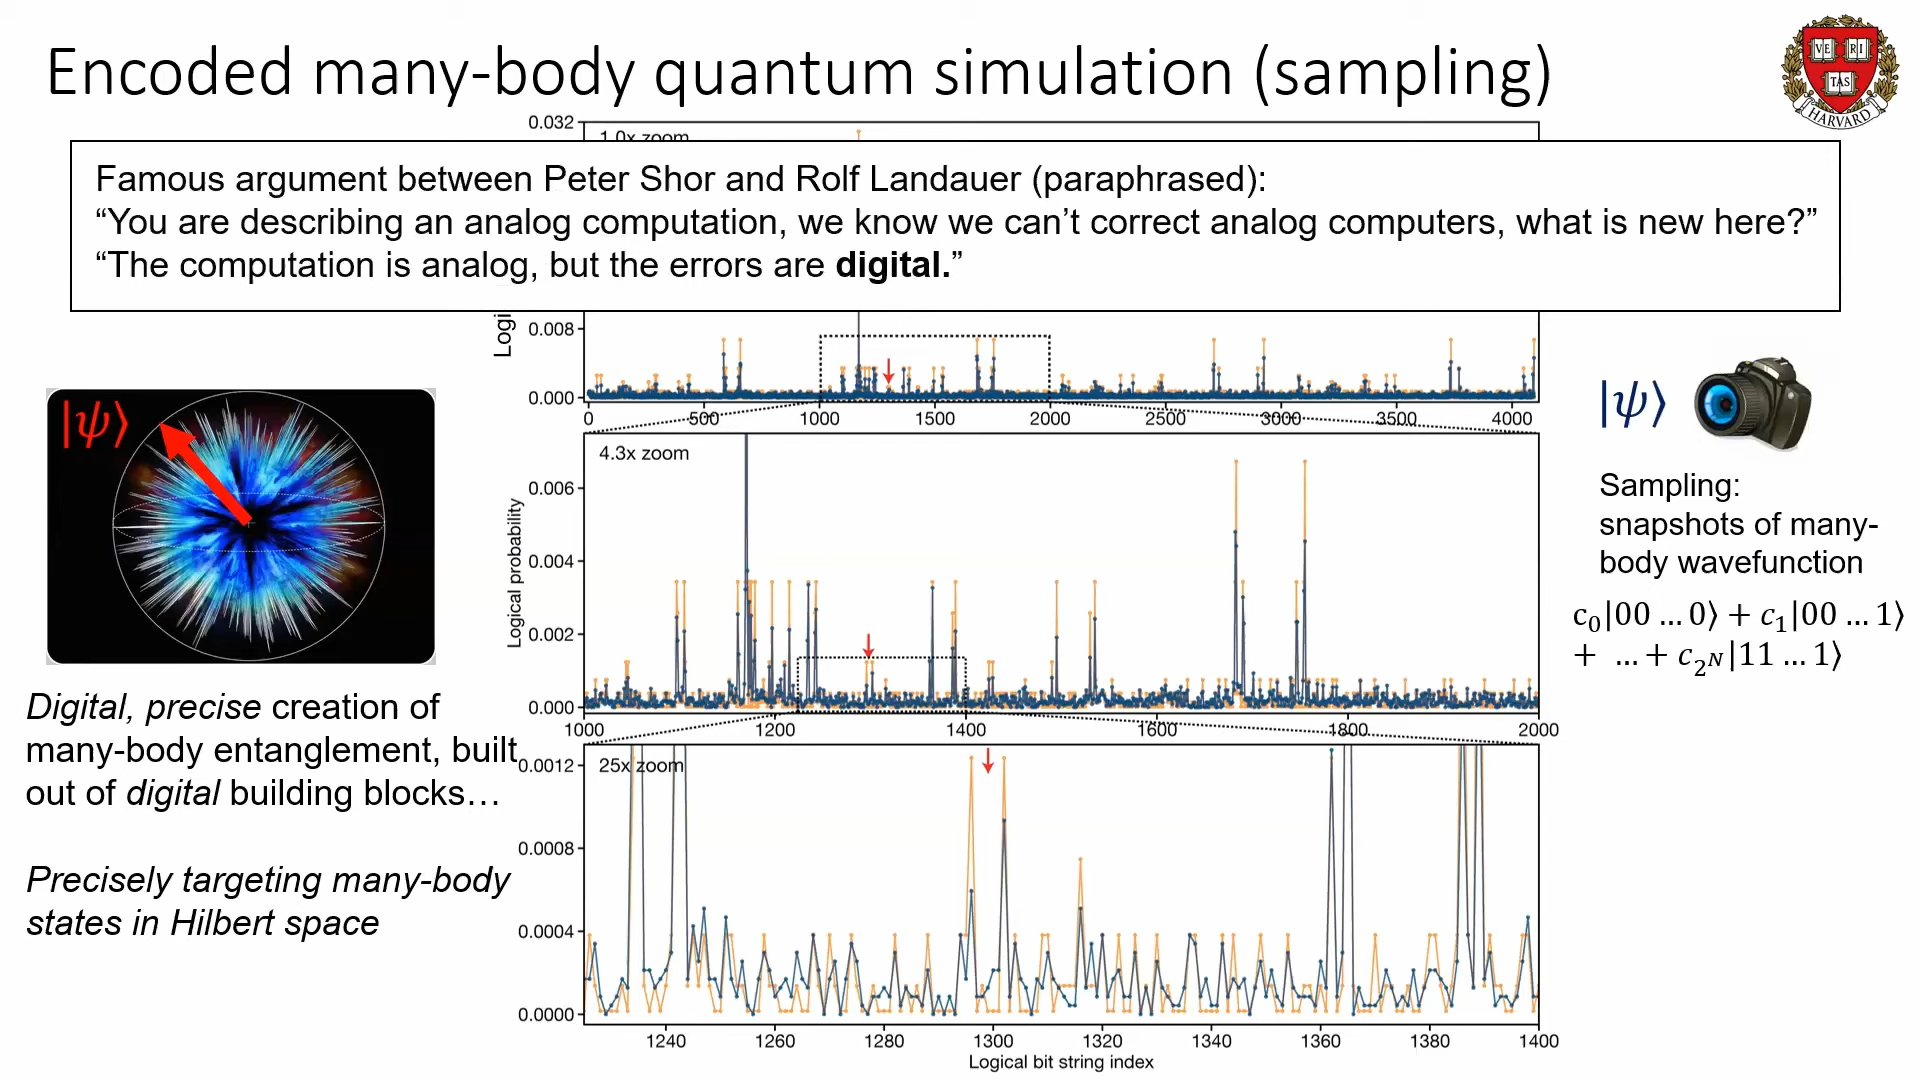 Encoded many-body quantum simulation (sampling)
VE RI
TAS
HARVARD
0.032
1.0x zoom
Famous argument between Peter Shor and Rolf Landauer (paraphrased):
“You are describing an analog computation, we know we can’t correct analog computers, what is new here?”
“The computation is analog, but the errors are digital.”
0.008
0.000
0 500 1000 1500 2000 2500 3000 3500 4000
|ψ⟩
4.3x zoom
Logical probability
0.006
0.004
0.002
0.000
1000 1200 1400 1600 1800 2000
25x zoom
0.0012
0.0008
0.0004
0.0000
1240 1260 1280 1300 1320 1340 1360 1380 1400
Logical bit string index
Digital, precise creation of
many-body entanglement, built
out of digital building blocks…
Precisely targeting many-body
states in Hilbert space
|ψ⟩
Sampling:
snapshots of many-
body wavefunction
c₀|00 … 0⟩ + c₁|00 … 1⟩
+ … + c_{2^N}|11 … 1⟩